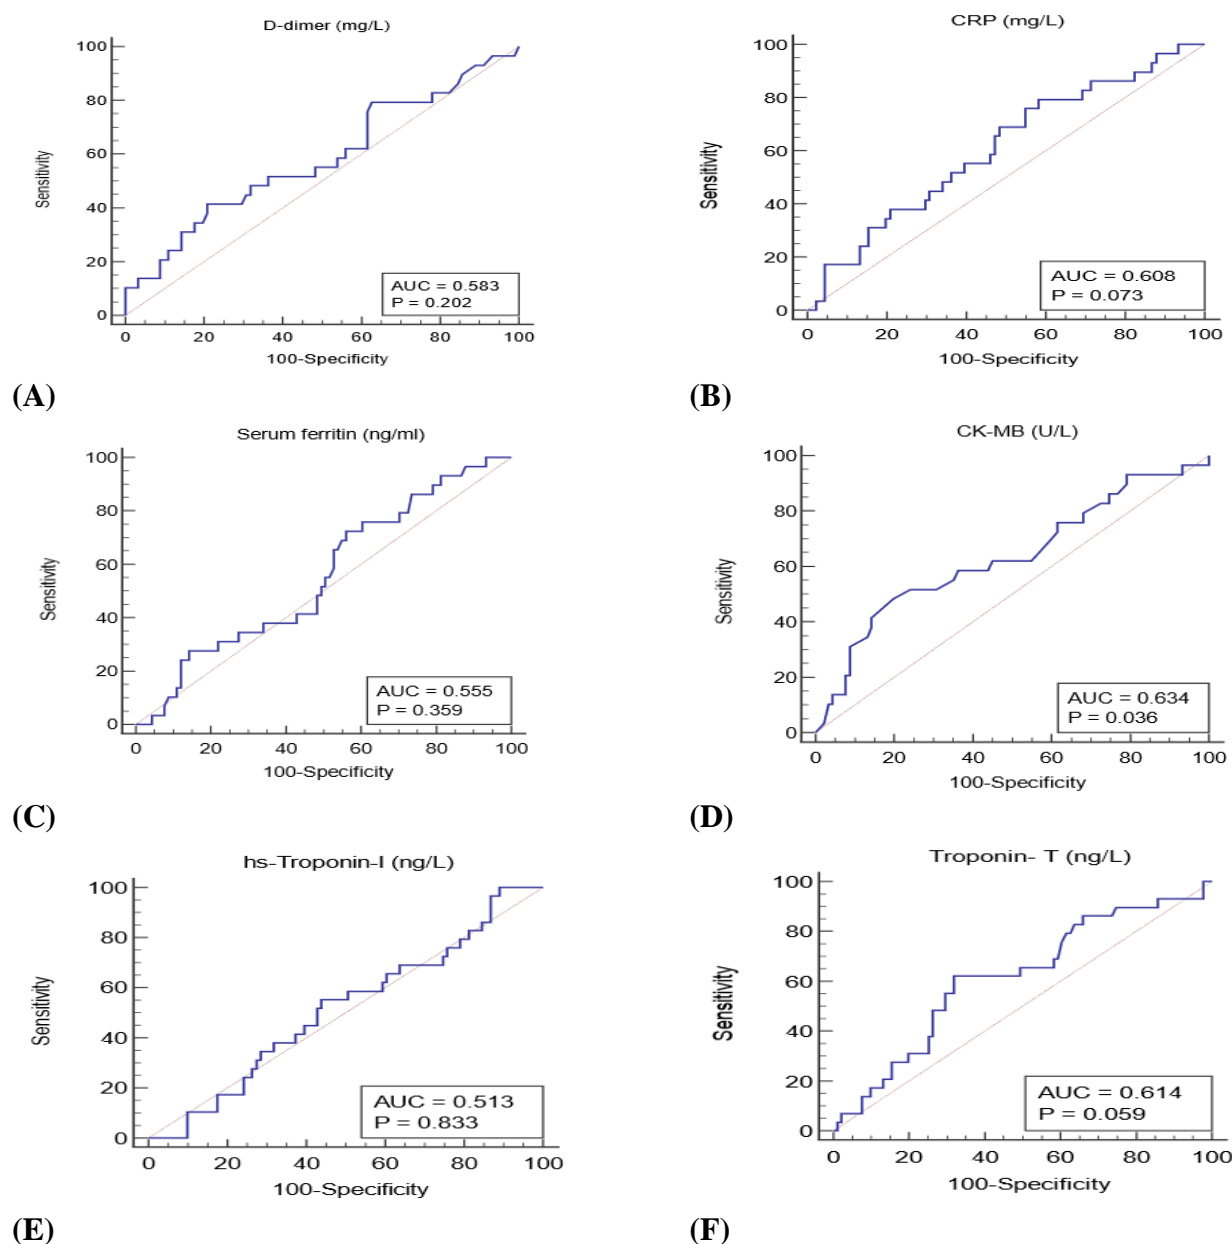 D-dimer (mg/L)
100
80
60
40
20
0
Sensitivity
AUC = 0.583
P = 0.202
0 20 40 60 80 100
100-Specificity
(A)
CRP (mg/L)
100
80
60
40
20
0
Sensitivity
AUC = 0.608
P = 0.073
0 20 40 60 80 100
100-Specificity
(B)
Serum ferritin (ng/ml)
100
80
60
40
20
0
Sensitivity
AUC = 0.555
P = 0.359
0 20 40 60 80 100
100-Specificity
(C)
CK-MB (U/L)
100
80
60
40
20
0
Sensitivity
AUC = 0.634
P = 0.036
0 20 40 60 80 100
100-Specificity
(D)
hs-Troponin-I (ng/L)
100
80
60
40
20
0
Sensitivity
AUC = 0.513
P = 0.833
0 20 40 60 80 100
100-Specificity
(E)
Troponin- T (ng/L)
100
80
60
40
20
0
Sensitivity
AUC = 0.614
P = 0.059
0 20 40 60 80 100
100-Specificity
(F)